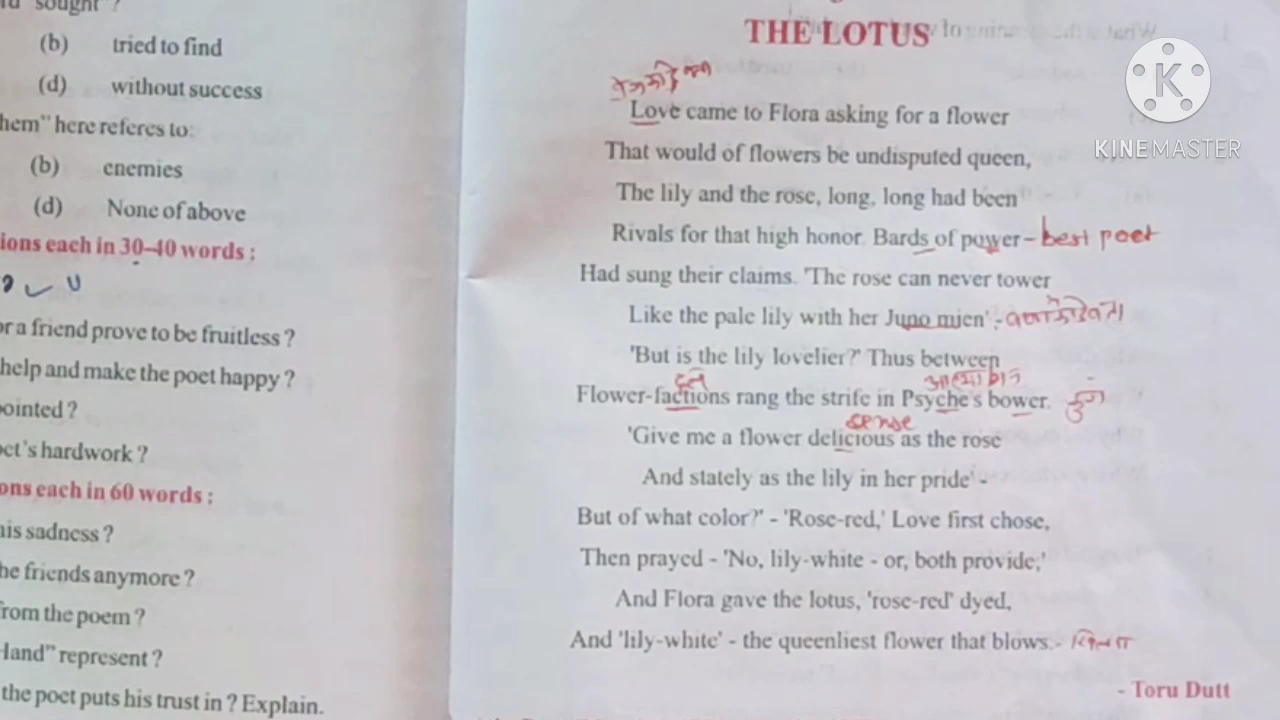 sought ?
(b) tried to find
(d) without success
hem" here referes to:
(b) enemies
(d) None of above
ions each in 30–40 words :
or a friend prove to be fruitless ?
help and make the poet happy ?
ointed ?
et's hardwork ?
ons each in 60 words :
his sadness ?
he friends anymore ?
from the poem ?
land" represent ?
the poet puts his trust in ? Explain.
THE LOTUS
Love came to Flora asking for a flower
That would of flowers be undisputed queen,
The lily and the rose, long, long had been
Rivals for that high honor. Bards of power – best poet
Had sung their claims. 'The rose can never tower
Like the pale lily with her Juno mien' -
'But is the lily lovelier?' Thus between
Flower-factions rang the strife in Psyche's bower.
sense
'Give me a flower delicious as the rose
And stately as the lily in her pride' -
But of what color?' - 'Rose-red,' Love first chose,
Then prayed - 'No, lily-white - or, both provide;'
And Flora gave the lotus, 'rose-red' dyed,
And 'lily-white' - the queenliest flower that blows.-
- Toru Dutt
K
KINEMASTER